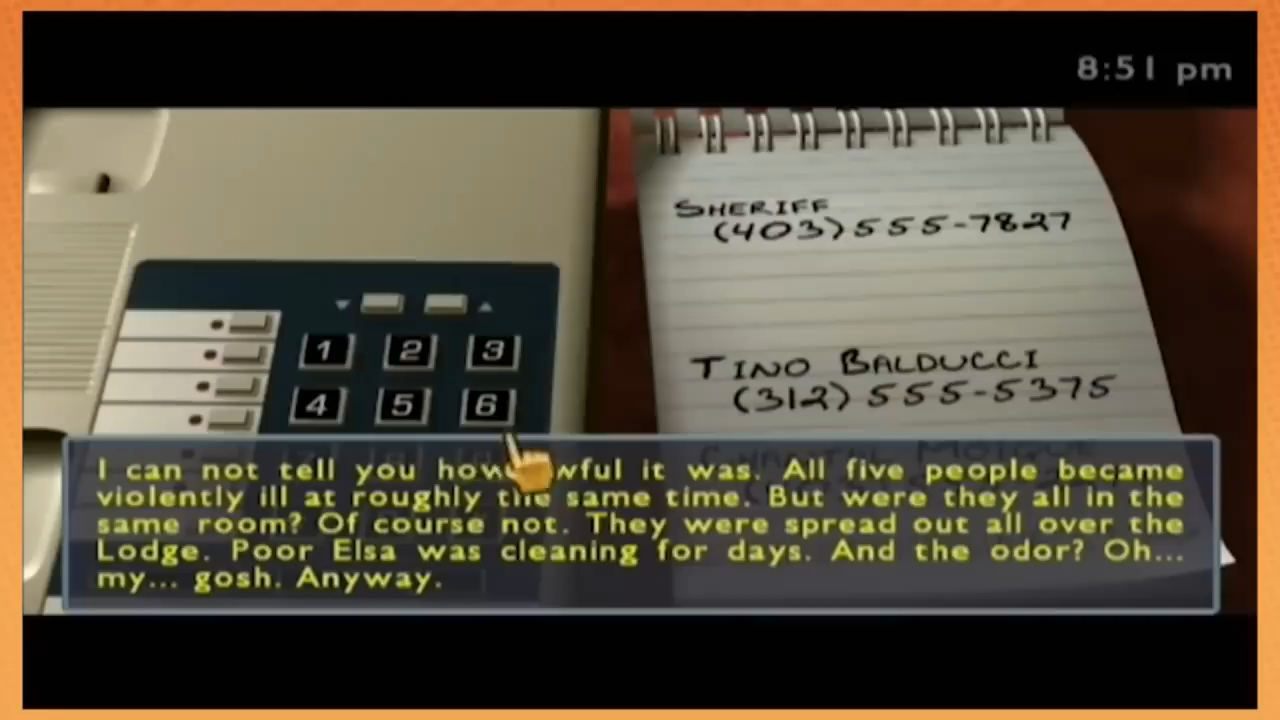 8:51 pm
SHERIFF
(403) 555-7827
TINO BALDUCCI
(312) 555-5375
1 2 3
4 5 6
I can not tell you how wful it was. All five people became
violently ill at roughly the same time. But were they all in the
same room? Of course not. They were spread out all over the
Lodge. Poor Elsa was cleaning for days. And the odor? Oh...
my... gosh. Anyway.